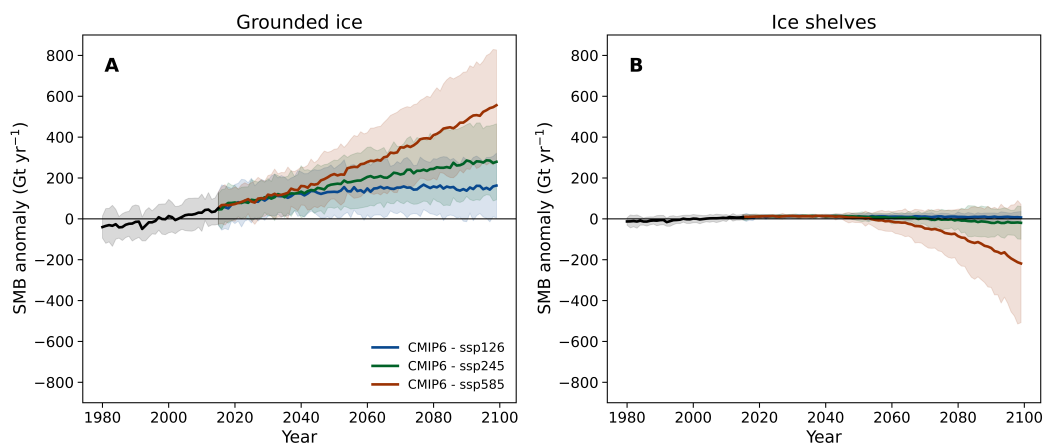 Grounded ice
A
SMB anomaly (Gt yr⁻¹)
800
600
400
200
0
−200
−400
−600
−800
1980
2000
2020
2040
2060
2080
2100
Year
CMIP6 - ssp126
CMIP6 - ssp245
CMIP6 - ssp585
Ice shelves
B
SMB anomaly (Gt yr⁻¹)
800
600
400
200
0
−200
−400
−600
−800
1980
2000
2020
2040
2060
2080
2100
Year